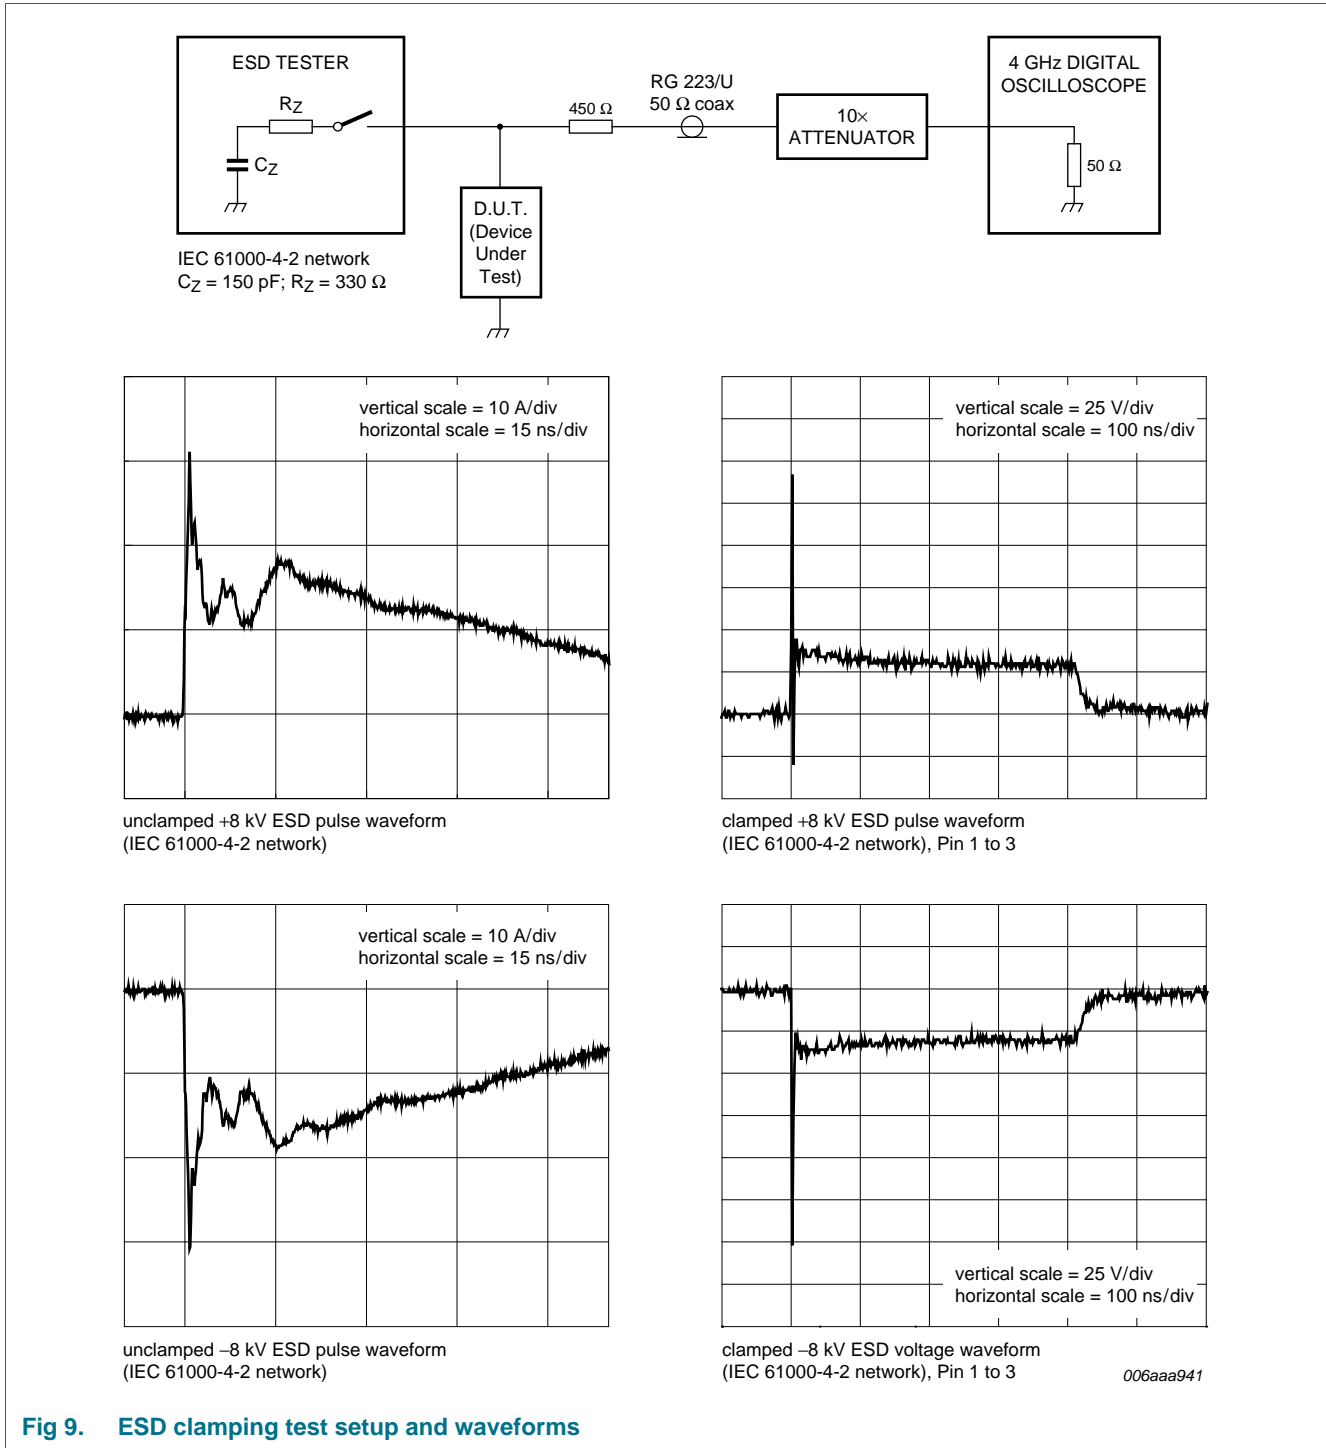 ESD TESTER
RZ
CZ
IEC 61000-4-2 network
CZ = 150 pF; RZ = 330 Ω
D.U.T.
(Device
Under
Test)
450 Ω
RG 223/U
50 Ω coax
10×
ATTENUATOR
4 GHz DIGITAL
OSCILLOSCOPE
50 Ω
vertical scale = 10 A/div
horizontal scale = 15 ns/div
unclamped +8 kV ESD pulse waveform
(IEC 61000-4-2 network)
vertical scale = 25 V/div
horizontal scale = 100 ns/div
clamped +8 kV ESD pulse waveform
(IEC 61000-4-2 network), Pin 1 to 3
vertical scale = 10 A/div
horizontal scale = 15 ns/div
unclamped −8 kV ESD pulse waveform
(IEC 61000-4-2 network)
vertical scale = 25 V/div
horizontal scale = 100 ns/div
clamped −8 kV ESD voltage waveform
(IEC 61000-4-2 network), Pin 1 to 3
006aaa941
Fig 9. ESD clamping test setup and waveforms